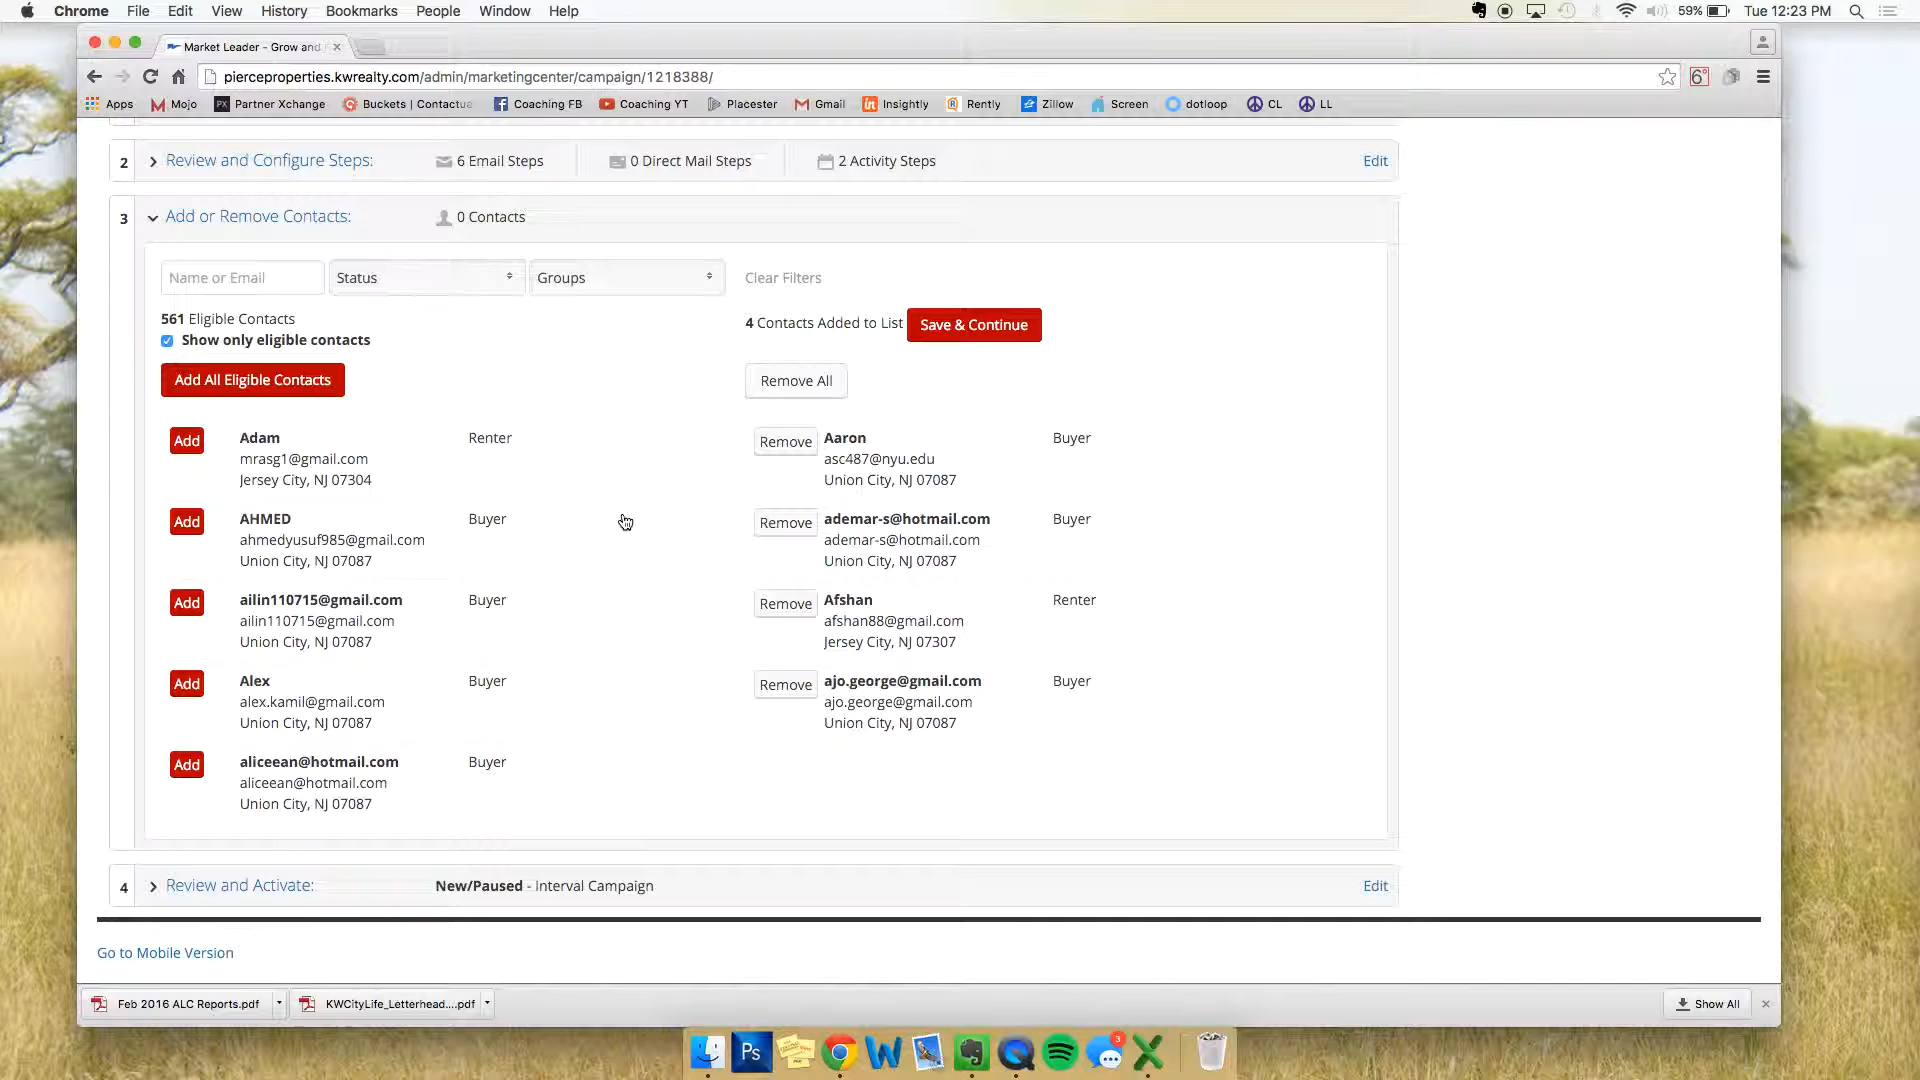 Chrome File Edit View History Bookmarks People Window Help 59% Tue 12:23 PM
Market Leader - Grow and
pierceproperties.kwrealty.com/admin/marketingcenter/campaign/1218388/ 6°
Apps Mojo PX Partner Xchange Buckets | Contactua Coaching FB Coaching YT Placester Gmail Insightly Rently Zillow Screen dotloop CL LL
2 Review and Configure Steps: 6 Email Steps 0 Direct Mail Steps 2 Activity Steps Edit
3 Add or Remove Contacts: 0 Contacts
Name or Email Status Groups Clear Filters
561 Eligible Contacts
4 Contacts Added to List Save & Continue
Show only eligible contacts
Add All Eligible Contacts Remove All
Add Adam Renter
mrasg1@gmail.com
Jersey City, NJ 07304
Remove Aaron Buyer
asc487@nyu.edu
Union City, NJ 07087
Add AHMED Buyer
ahmedyusuf985@gmail.com
Union City, NJ 07087
Remove ademar-s@hotmail.com Buyer
ademar-s@hotmail.com
Union City, NJ 07087
Add ailin110715@gmail.com Buyer
ailin110715@gmail.com
Union City, NJ 07087
Remove Afshan Renter
afshan88@gmail.com
Jersey City, NJ 07307
Add Alex Buyer
alex.kamil@gmail.com
Union City, NJ 07087
Remove ajo.george@gmail.com Buyer
ajo.george@gmail.com
Union City, NJ 07087
Add aliceean@hotmail.com Buyer
aliceean@hotmail.com
Union City, NJ 07087
4 Review and Activate: New/Paused - Interval Campaign Edit
Go to Mobile Version
Feb 2016 ALC Reports.pdf KWCityLife_Letterhead....pdf Show All
Ps W 3 X